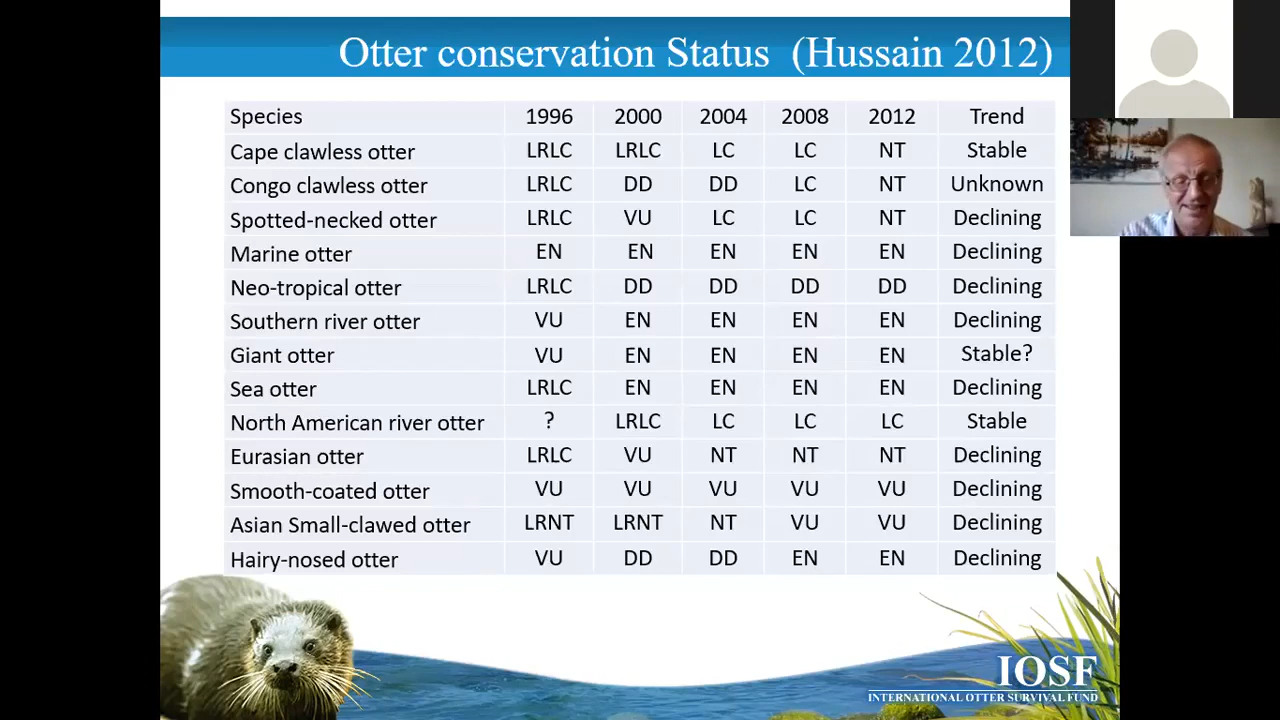 Otter conservation Status (Hussain 2012)
Species 1996 2000 2004 2008 2012 Trend
Cape clawless otter LRLC LRLC LC LC NT Stable
Congo clawless otter LRLC DD DD LC NT Unknown
Spotted-necked otter LRLC VU LC LC NT Declining
Marine otter EN EN EN EN EN Declining
Neo-tropical otter LRLC DD DD DD DD Declining
Southern river otter VU EN EN EN EN Declining
Giant otter VU EN EN EN EN Stable?
Sea otter LRLC EN EN EN EN Declining
North American river otter ? LRLC LC LC LC Stable
Eurasian otter LRLC VU NT NT NT Declining
Smooth-coated otter VU VU VU VU VU Declining
Asian Small-clawed otter LRNT LRNT NT VU VU Declining
Hairy-nosed otter VU DD DD EN EN Declining
IOSF
INTERNATIONAL OTTER SURVIVAL FUND